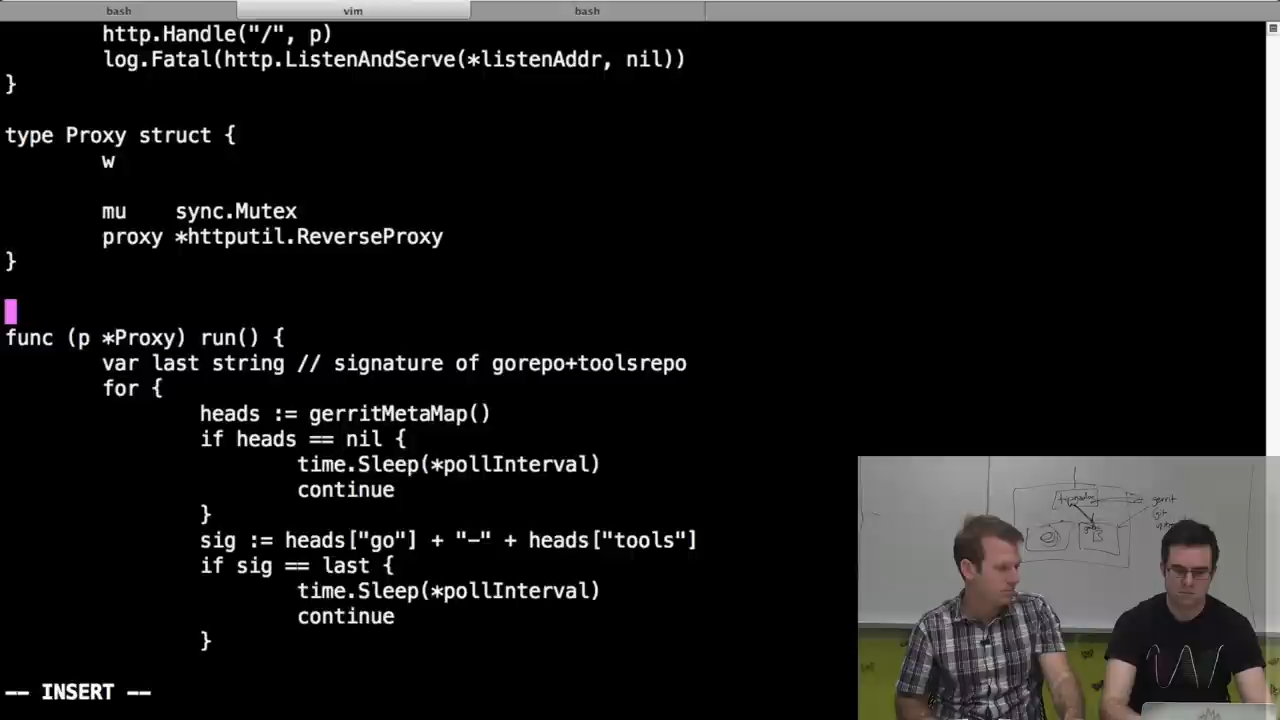 bash vim bash
http.Handle("/", p)
log.Fatal(http.ListenAndServe(*listenAddr, nil))
}
type Proxy struct {
w
mu sync.Mutex
proxy *httputil.ReverseProxy
}
func (p *Proxy) run() {
var last string // signature of gorepo+toolsrepo
for {
heads := gerritMetaMap()
if heads == nil {
time.Sleep(*pollInterval)
continue
}
sig := heads["go"] + "-" + heads["tools"]
if sig == last {
time.Sleep(*pollInterval)
continue
}
-- INSERT --
gerrit
git